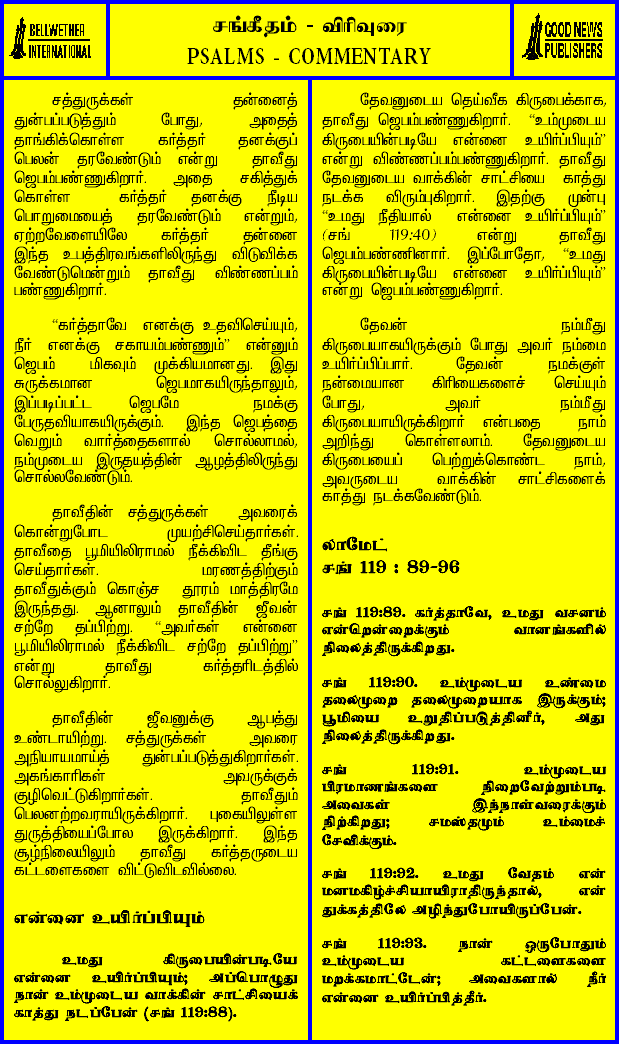 BELLWETHER
INTERNATIONAL
சங்கீதம் - விரிவுரை
PSALMS - COMMENTARY
GOOD NEWS
PUBLISHERS
சத்துருக்கள் தன்னைத்
துன்பப்படுத்தும் போது, அதைத்
தாங்கிக்கொள்ள கர்த்தர் தனக்குப்
பெலன் தரவேண்டும் என்று தாவீது
ஜெபம்பண்ணுகிறார். அதை சகித்துக்
கொள்ள கர்த்தர் தனக்கு நீடிய
பொறுமையைத் தரவேண்டும் என்றும்,
ஏற்றவேளையிலே கர்த்தர் தன்னை
இந்த உபத்திரவங்களிலிருந்து விடுவிக்க
வேண்டுமென்றும் தாவீது விண்ணப்பம்
பண்ணுகிறார்.
“கர்த்தாவே எனக்கு உதவிசெய்யும்,
நீர் எனக்கு சகாயம்பண்ணும்” என்னும்
ஜெபம் மிகவும் முக்கியமானது. இது
சுருக்கமான ஜெபமாகயிருந்தாலும்,
இப்படிப்பட்ட ஜெபமே நமக்கு
பேருதவியாகயிருக்கும். இந்த ஜெபத்தை
வெறும் வார்த்தைகளால் சொல்லாமல்,
நம்முடைய இருதயத்தின் ஆழத்திலிருந்து
சொல்லவேண்டும்.
தாவீதின் சத்துருக்கள் அவரைக்
கொன்றுபோட முயற்சிசெய்தார்கள்.
தாவீதை பூமியிலிராமல் நீக்கிவிட தீங்கு
செய்தார்கள். மரணத்திற்கும்
தாவீதுக்கும் கொஞ்ச தூரம் மாத்திரமே
இருந்தது. ஆனாலும் தாவீதின் ஜீவன்
சற்றே தப்பிற்று. “அவர்கள் என்னை
பூமியிலிராமல் நீக்கிவிட சற்றே தப்பிற்று”
என்று தாவீது கர்த்தரிடத்தில்
சொல்லுகிறார்.
தாவீதின் ஜீவனுக்கு ஆபத்து
உண்டாயிற்று. சத்துருக்கள் அவரை
அநியாயமாய்த் துன்பப்படுத்துகிறார்கள்.
அகங்காரிகள் அவருக்குக்
குழிவெட்டுகிறார்கள். தாவீதும்
பெலனற்றவராயிருக்கிறார். புகையிலுள்ள
துருத்தியைப்போல இருக்கிறார். இந்த
சூழ்நிலையிலும் தாவீது கர்த்தருடைய
கட்டளைகளை விட்டுவிடவில்லை.
என்னை உயிர்ப்பியும்
உமது கிருபையின்படியே
என்னை உயிர்ப்பியும்; அப்பொழுது
நான் உம்முடைய வாக்கின் சாட்சியைக்
காத்து நடப்பேன் (சங் 119:88).
தேவனுடைய தெய்வீக கிருபைக்காக,
தாவீது ஜெபம்பண்ணுகிறார். “உம்முடைய
கிருபையின்படியே என்னை உயிர்ப்பியும்”
என்று விண்ணப்பம்பண்ணுகிறார். தாவீது
தேவனுடைய வாக்கின் சாட்சியை காத்து
நடக்க விரும்புகிறார். இதற்கு முன்பு
“உமது நீதியால் என்னை உயிர்ப்பியும்”
(சங் 119:40) என்று தாவீது
ஜெபம்பண்ணினார். இப்போதோ, “உமது
கிருபையின்படியே என்னை உயிர்ப்பியும்”
என்று ஜெபம்பண்ணுகிறார்.
தேவன் நம்மீது
கிருபையாகயிருக்கும் போது அவர் நம்மை
உயிர்ப்பிப்பார். தேவன் நமக்குள்
நன்மையான கிரியைகளைச் செய்யும்
போது, அவர் நம்மீது
கிருபையாயிருக்கிறார் என்பதை நாம்
அறிந்து கொள்ளலாம். தேவனுடைய
கிருபையைப் பெற்றுக்கொண்ட நாம்,
அவருடைய வாக்கின் சாட்சிகளைக்
காத்து நடக்கவேண்டும்.
லாமேட்
சங் 119 : 89-96
சங் 119:89. கர்த்தாவே, உமது வசனம்
என்றென்றைக்கும் வானங்களில்
நிலைத்திருக்கிறது.
சங் 119:90. உம்முடைய உண்மை
தலைமுறை தலைமுறையாக இருக்கும்;
பூமியை உறுதிப்படுத்தினீர், அது
நிலைத்திருக்கிறது.
சங் 119:91. உம்முடைய
பிரமாணங்களை நிறைவேற்றும்படி
அவைகள் இந்நாள்வரைக்கும்
நிற்கிறது; சமஸ்தமும் உம்மைச்
சேவிக்கும்.
சங் 119:92. உமது வேதம் என்
மனமகிழ்ச்சியாயிராதிருந்தால், என்
துக்கத்திலே அழிந்துபோயிருப்பேன்.
சங் 119:93. நான் ஒருபோதும்
உம்முடைய கட்டளைகளை
மறக்கமாட்டேன்; அவைகளால் நீர்
என்னை உயிர்ப்பித்தீர்.